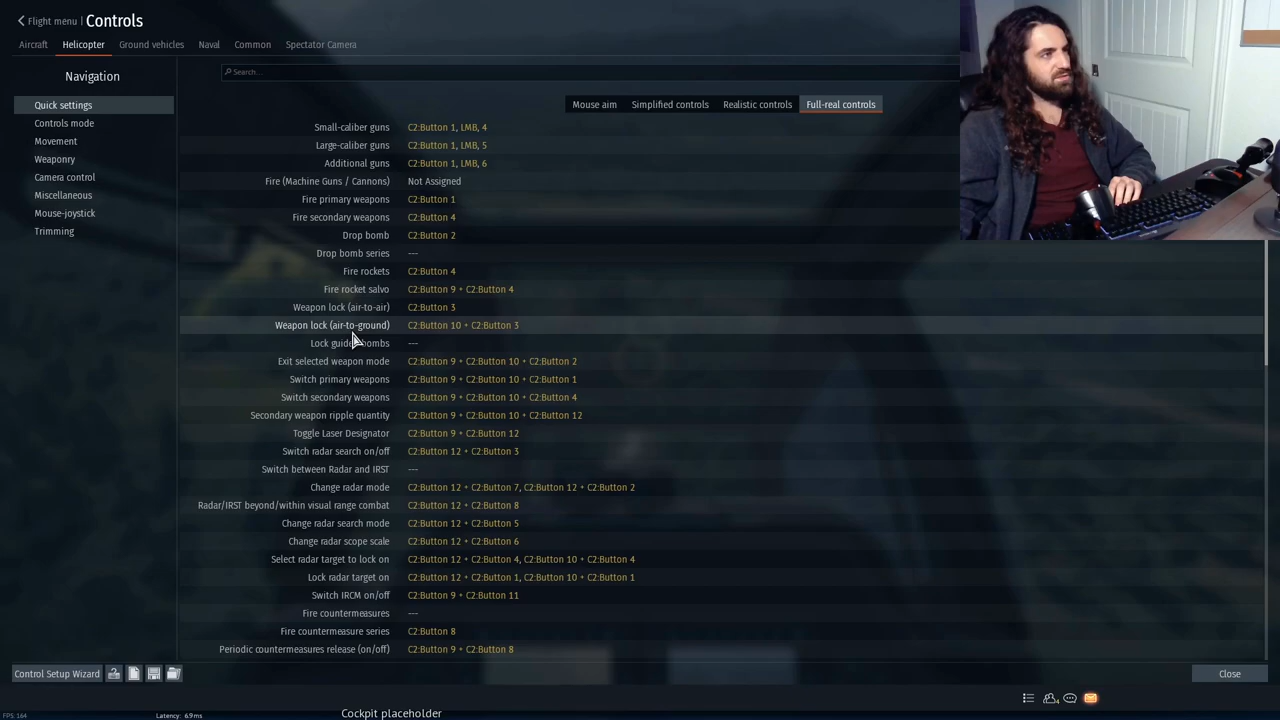 Flight menu | Controls
Aircraft Helicopter Ground vehicles Naval Common Spectator Camera
Navigation
Quick settings
Controls mode
Movement
Weaponry
Camera control
Miscellaneous
Mouse-joystick
Trimming
Search...
Mouse aim Simplified controls Realistic controls Full-real controls
Small-caliber guns C2:Button 1, LMB, 4
Large-caliber guns C2:Button 1, LMB, 5
Additional guns C2:Button 1, LMB, 6
Fire (Machine Guns / Cannons) Not Assigned
Fire primary weapons C2:Button 1
Fire secondary weapons C2:Button 4
Drop bomb C2:Button 2
Drop bomb series ---
Fire rockets C2:Button 4
Fire rocket salvo C2:Button 9 + C2:Button 4
Weapon lock (air-to-air) C2:Button 3
Weapon lock (air-to-ground) C2:Button 10 + C2:Button 3
Lock guided bombs ---
Exit selected weapon mode C2:Button 9 + C2:Button 10 + C2:Button 2
Switch primary weapons C2:Button 9 + C2:Button 10 + C2:Button 1
Switch secondary weapons C2:Button 9 + C2:Button 10 + C2:Button 4
Secondary weapon ripple quantity C2:Button 9 + C2:Button 10 + C2:Button 12
Toggle Laser Designator C2:Button 9 + C2:Button 12
Switch radar search on/off C2:Button 12 + C2:Button 3
Switch between Radar and IRST ---
Change radar mode C2:Button 12 + C2:Button 7, C2:Button 12 + C2:Button 2
Radar/IRST beyond/within visual range combat C2:Button 12 + C2:Button 8
Change radar search mode C2:Button 12 + C2:Button 5
Change radar scope scale C2:Button 12 + C2:Button 6
Select radar target to lock on C2:Button 12 + C2:Button 4, C2:Button 10 + C2:Button 4
Lock radar target on C2:Button 12 + C2:Button 1, C2:Button 10 + C2:Button 1
Switch IRCM on/off C2:Button 9 + C2:Button 11
Fire countermeasures ---
Fire countermeasure series C2:Button 8
Periodic countermeasures release (on/off) C2:Button 9 + C2:Button 8
Control Setup Wizard Close
4
Cockpit placeholder
FPS: 164 Latency: 6.9ms